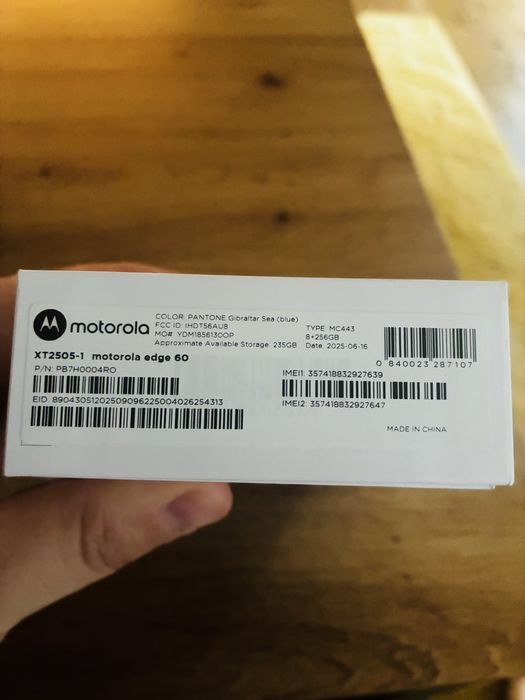 motorola
COLOR: PANTONE Gibraltar Sea (blue)
FCC ID: IHDT56AU8
MO#: YDM1856130OP
Approximate Available Storage: 235GB
TYPE: MC443
8+256GB
Date: 2025-06-16
0 840023 287107
XT2505-1 motorola edge 60
P/N: PB7H0004RO
IMEI1: 357418832927639
EID: 89043051202509096225004026254313
IMEI2: 357418832927647
MADE IN CHINA